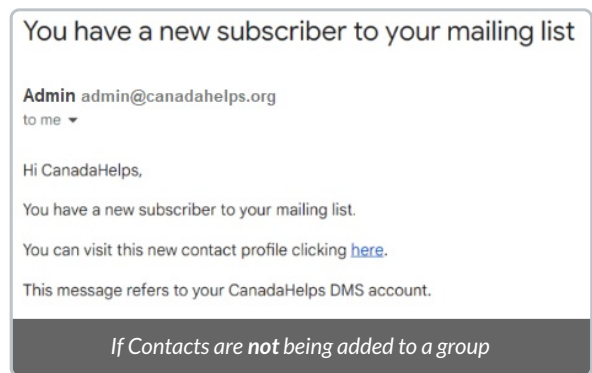 You have a new subscriber to your mailing list
Admin admin@canadahelps.org
to me
Hi CanadaHelps,
You have a new subscriber to your mailing list.
You can visit this new contact profile clicking here.
This message refers to your CanadaHelps DMS account.
If Contacts are not being added to a group